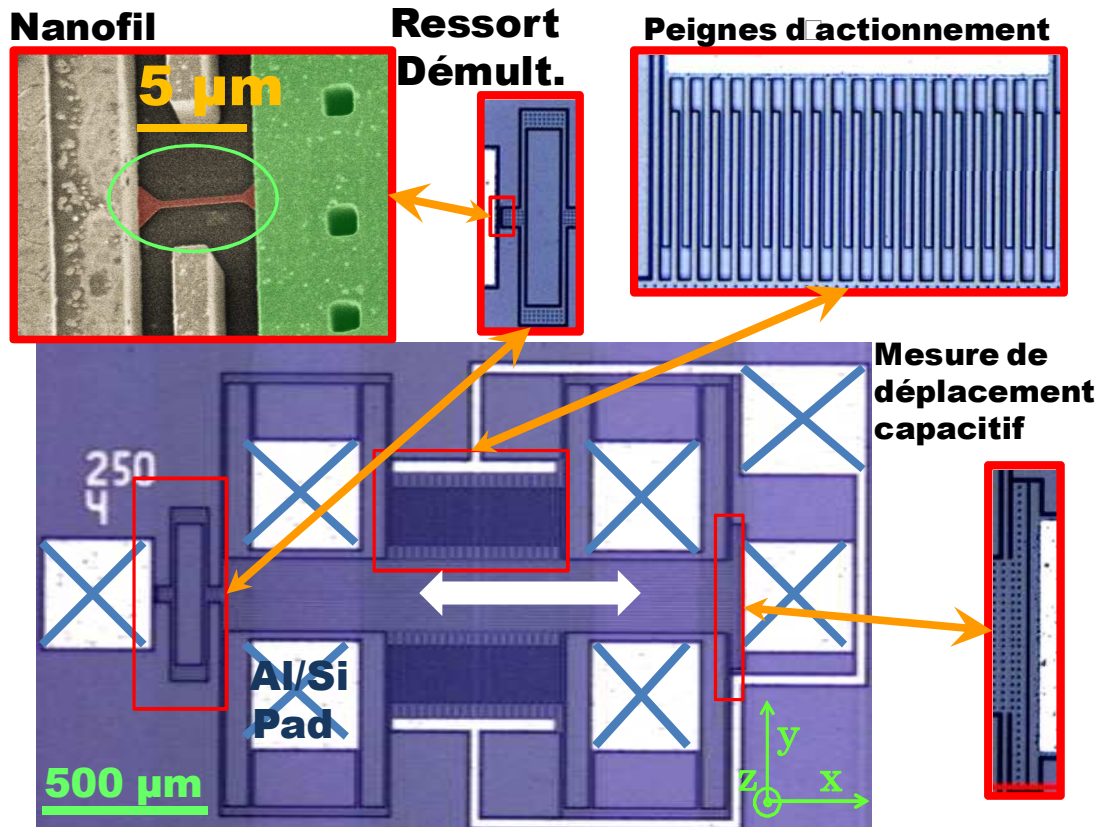 Nanofil
Ressort
Démult.
Peignes d□actionnement
5 µm
Mesure de
déplacement
capacitif
250
4
Al/Si
Pad
500 µm
y
z
x